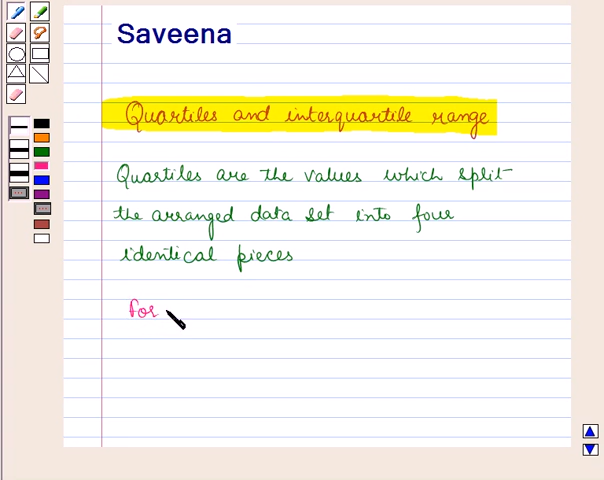 Saveena
Quartiles and interquartile range
Quartiles are the values which split
the arranged data set into four
identical pieces
For